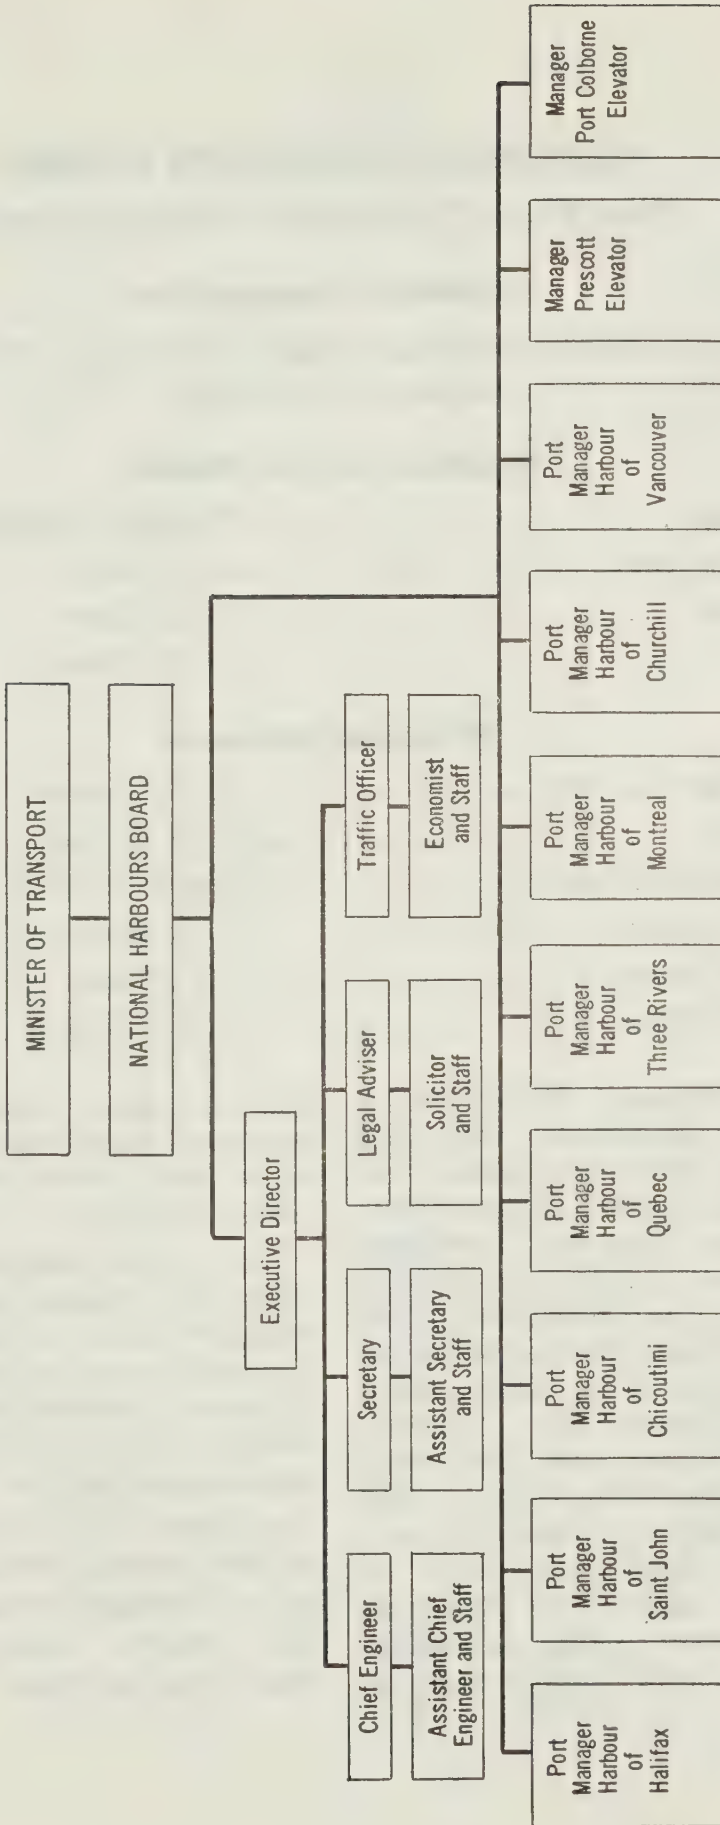 MINISTER OF TRANSPORT
NATIONAL HARBOURS BOARD
Executive Director
Chief Engineer
Secretary
Legal Adviser
Traffic Officer
Assistant Chief
Engineer and Staff
Assistant Secretary
and Staff
Solicitor
and Staff
Economist
and Staff
Port
Manager
Harbour
of
Halifax
Port
Manager
Harbour
of
Saint John
Port
Manager
Harbour
of
Chicoutimi
Port
Manager
Harbour
of
Quebec
Port
Manager
Harbour
of
Three Rivers
Port
Manager
Harbour
of
Montreal
Port
Manager
Harbour
of
Churchill
Port
Manager
Harbour
of
Vancouver
Manager
Prescott
Elevator
Manager
Port Colborne
Elevator